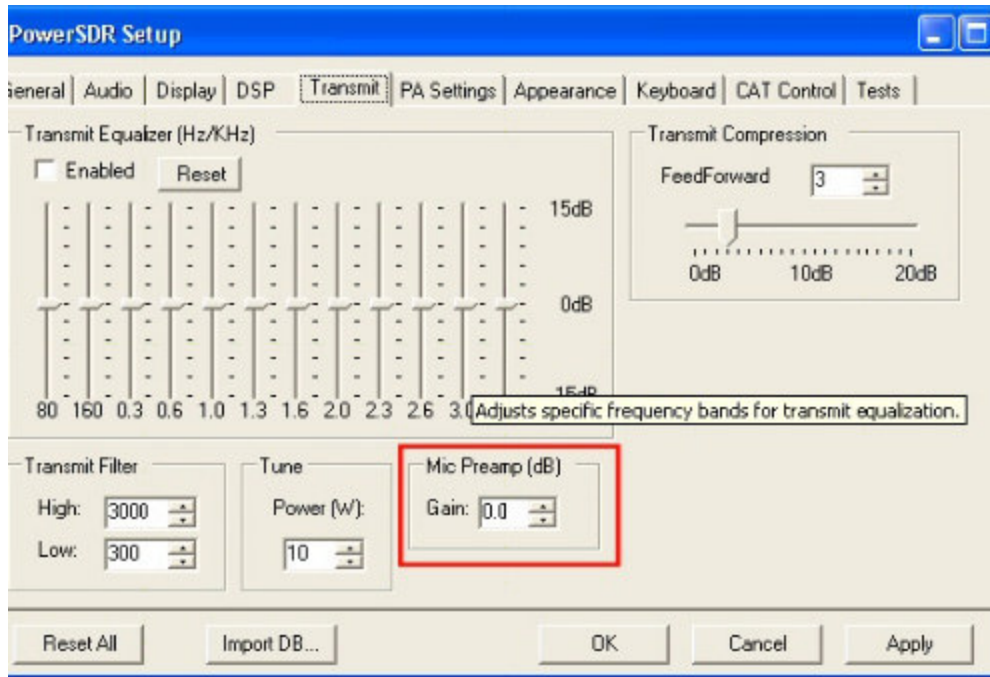 PowerSDR Setup
General Audio Display DSP Transmit PA Settings Appearance Keyboard CAT Control Tests
Transmit Equalizer (Hz/KHz)
Enabled Reset
15dB
0dB
15dB
80 160 0.3 0.6 1.0 1.3 1.6 2.0 2.3 2.6 3.0
Adjusts specific frequency bands for transmit equalization.
Transmit Compression
FeedForward 3
0dB 10dB 20dB
Transmit Filter
High: 3000
Low: 300
Tune
Power (W):
10
Mic Preamp (dB)
Gain: 0.0
Reset All Import DB... OK Cancel Apply